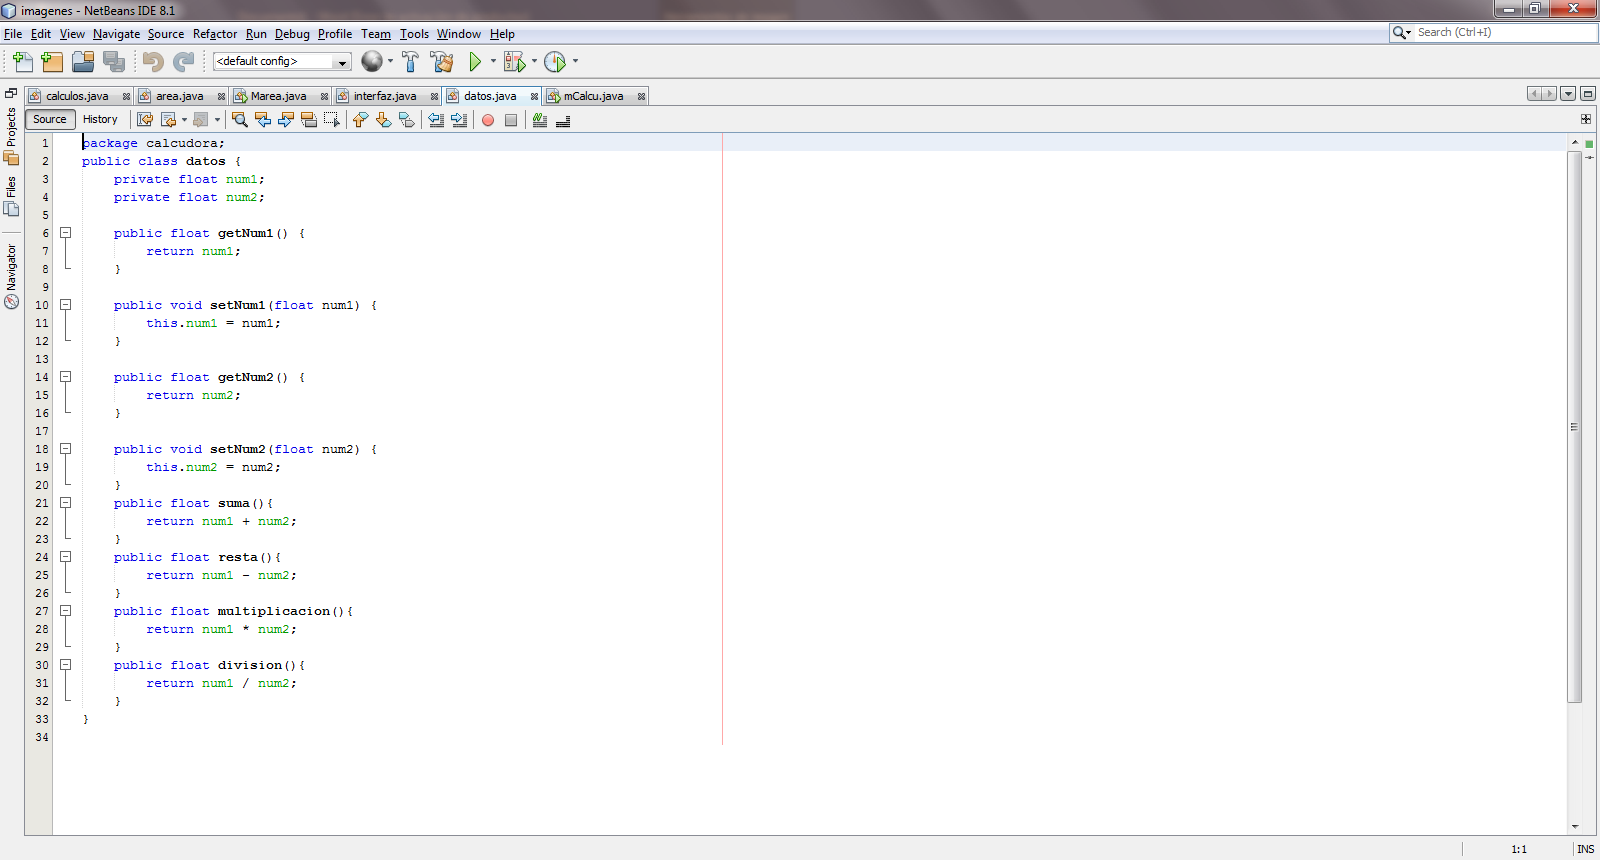 imagenes - NetBeans IDE 8.1
File Edit View Navigate Source Refactor Run Debug Profile Team Tools Window Help
Search (Ctrl+I)
<default config>
calculos.java area.java Marea.java interfaz.java datos.java mCalcu.java
Source History
Projects
Files
Navigator
1 package calcudora;
2 public class datos {
3     private float num1;
4     private float num2;
5
6     public float getNum1() {
7         return num1;
8     }
9
10     public void setNum1(float num1) {
11         this.num1 = num1;
12     }
13
14     public float getNum2() {
15         return num2;
16     }
17
18     public void setNum2(float num2) {
19         this.num2 = num2;
20     }
21     public float suma(){
22         return num1 + num2;
23     }
24     public float resta(){
25         return num1 - num2;
26     }
27     public float multiplicacion(){
28         return num1 * num2;
29     }
30     public float division(){
31         return num1 / num2;
32     }
33 }
34
1:1 INS